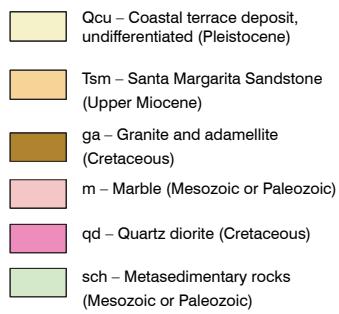 Qcu – Coastal terrace deposit,
undifferentiated (Pleistocene)
Tsm – Santa Margarita Sandstone
(Upper Miocene)
ga – Granite and adamellite
(Cretaceous)
m – Marble (Mesozoic or Paleozoic)
qd – Quartz diorite (Cretaceous)
sch – Metasedimentary rocks
(Mesozoic or Paleozoic)